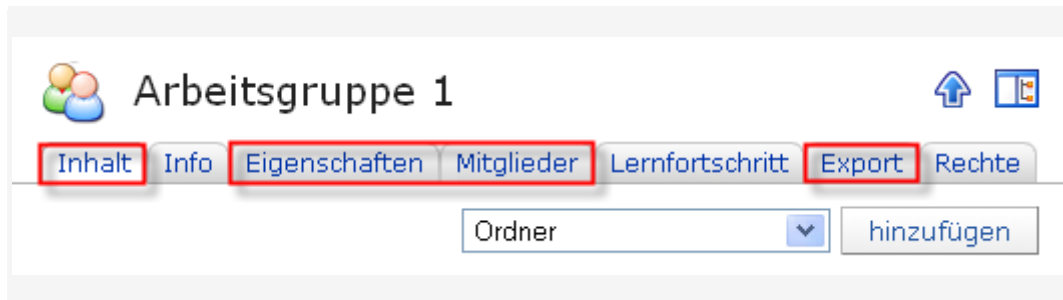 Arbeitsgruppe 1
Inhalt Info Eigenschaften Mitglieder Lernfortschritt Export Rechte
Ordner hinzufügen